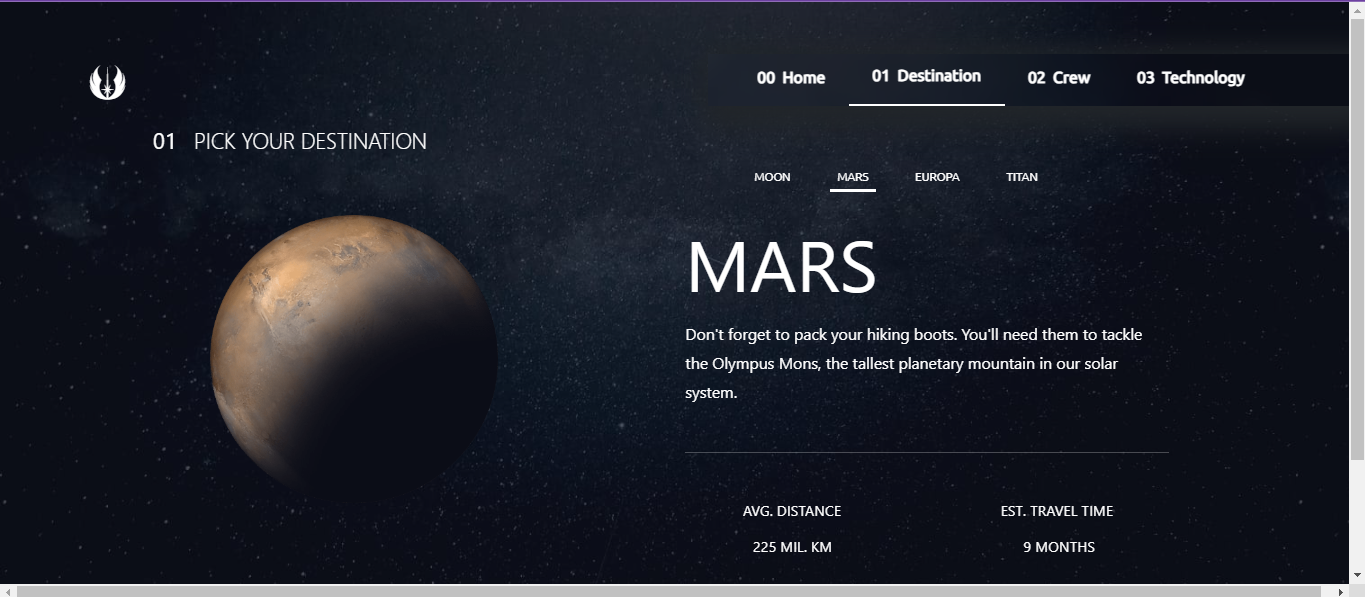 00 Home 01 Destination 02 Crew 03 Technology
01 PICK YOUR DESTINATION
MOON MARS EUROPA TITAN
MARS
Don't forget to pack your hiking boots. You'll need them to tackle
the Olympus Mons, the tallest planetary mountain in our solar
system.
AVG. DISTANCE EST. TRAVEL TIME
225 MIL. KM 9 MONTHS